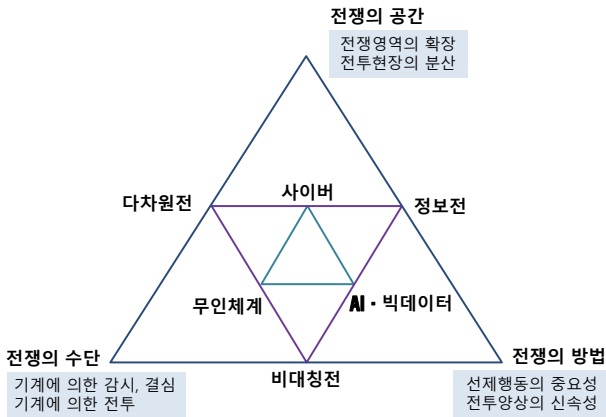 전쟁의 공간
전쟁영역의 확장
전투현장의 분산
사이버
다차원전
정보전
무인체계
AI · 빅데이터
전쟁의 수단
비대칭전
전쟁의 방법
기계에 의한 감시, 결심
기계에 의한 전투
선제행동의 중요성
전투양상의 신속성